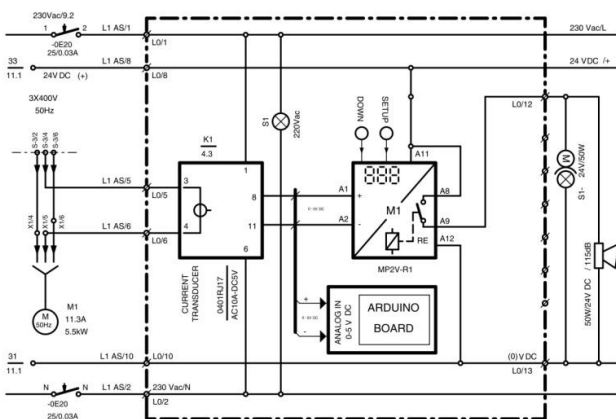 230Vac/9.2
1 2
-0E20
25/0.03A
L1 AS/1
L0/1
230 Vac/L
33
11.1
24V DC (+)
L1 AS/8
L0/8
24 V DC /+
3X400V
50Hz
S-3/2
S-3/4
S-3/6
X1/4
X1/5
X1/6
M
50Hz
M1
11.3A
5.5kW
L1 AS/5
L0/5
L1 AS/6
L0/6
K1
4.3
1
3
4
8
11
6
CURRENT
TRANSDUCER
0401RJ17
AC10A-DC5V
S1
220Vac
DOWN
SETUP
A11
A1
A2
+
-
M1
A8
A9
A12
RE
MP2V-R1
L0/12
M
S1-
24V/50W
50W/24V DC / 115dB
+
-
ANALOG IN
0-5 V DC
ARDUINO
BOARD
31
11.1
L1 AS/10
L0/10
(0)V DC
L0/13
N N
-0E20
25/0.03A
L1 AS/2
230 Vac/N
L0/2